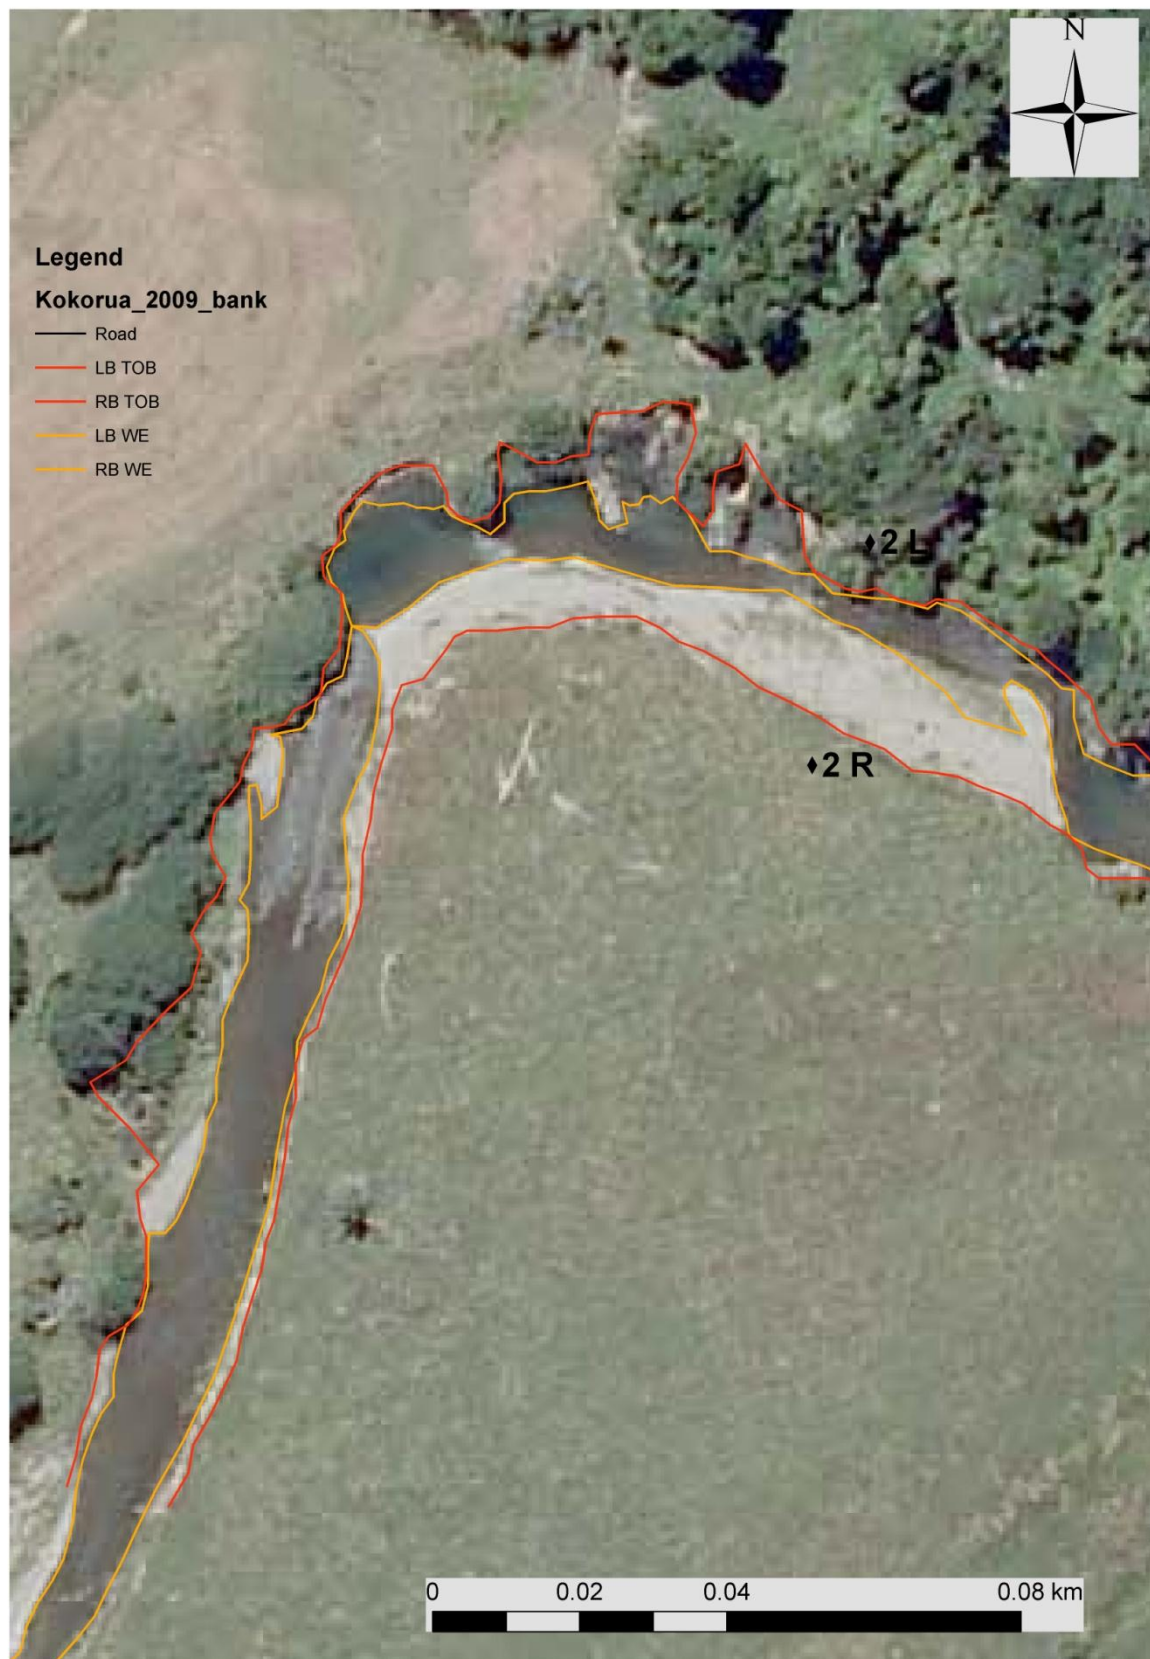 N
Legend
Kokorua_2009_bank
Road
LB TOB
RB TOB
LB WE
RB WE
2 L
2 R
0 0.02 0.04 0.08 km